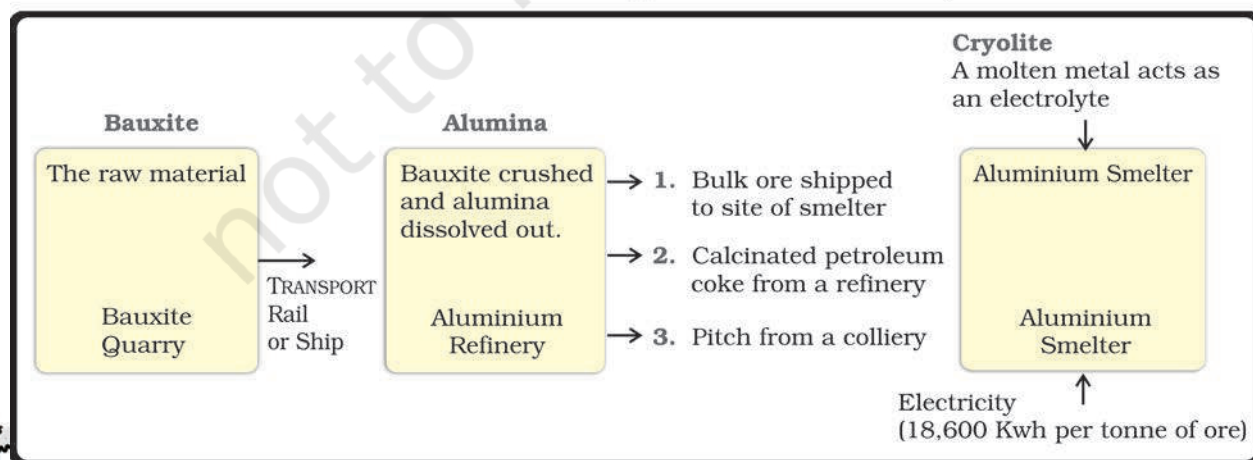 not to
Bauxite
The raw material
Bauxite
Quarry
TRANSPORT
Rail
or Ship
Alumina
Bauxite crushed
and alumina
dissolved out.
Aluminium
Refinery
1. Bulk ore shipped
to site of smelter
2. Calcinated petroleum
coke from a refinery
3. Pitch from a colliery
Cryolite
A molten metal acts as
an electrolyte
Aluminium Smelter
Aluminium
Smelter
Electricity
(18,600 Kwh per tonne of ore)